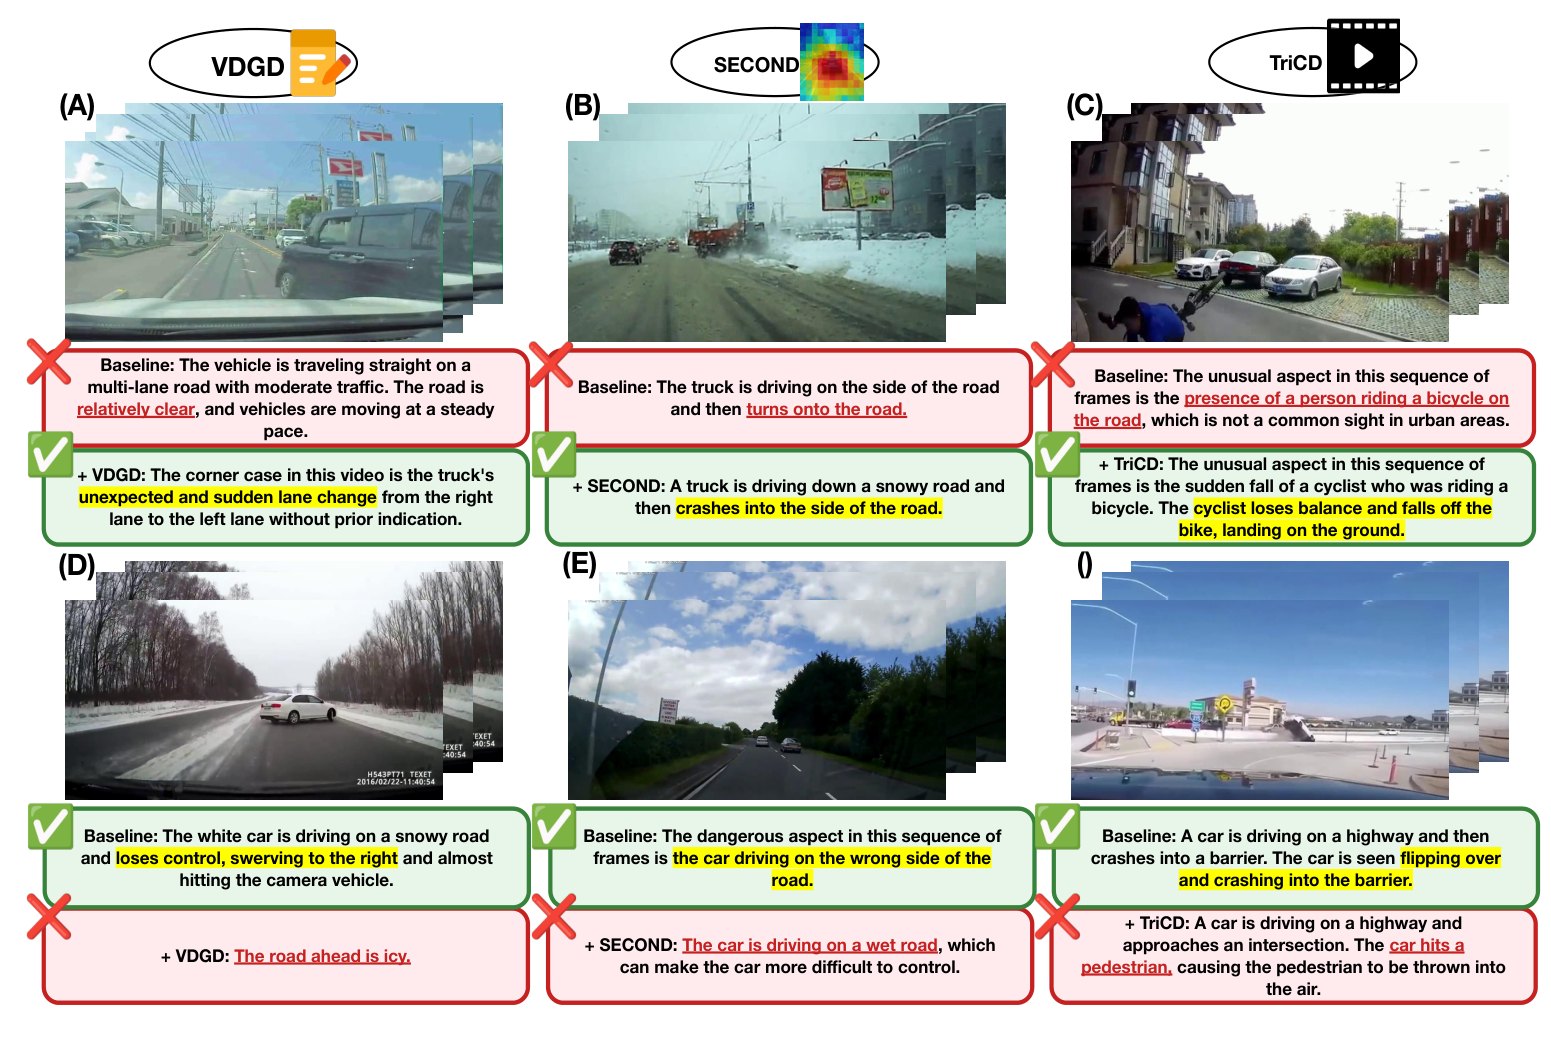 VDGD
SECOND
TriCD
(A)
(B)
(C)
Baseline: The vehicle is traveling straight on a
multi-lane road with moderate traffic. The road is
relatively clear, and vehicles are moving at a steady
pace.
+ VDGD: The corner case in this video is the truck's
unexpected and sudden lane change from the right
lane to the left lane without prior indication.
Baseline: The truck is driving on the side of the road
and then turns onto the road.
+ SECOND: A truck is driving down a snowy road and
then crashes into the side of the road.
Baseline: The unusual aspect in this sequence of
frames is the presence of a person riding a bicycle on
the road, which is not a common sight in urban areas.
+ TriCD: The unusual aspect in this sequence of
frames is the sudden fall of a cyclist who was riding a
bicycle. The cyclist loses balance and falls off the
bike, landing on the ground.
(D)
(E)
()
H543PT71 TEXET
2016/02/22-11:40:54
EXET
:40:54
EXET
:40:54
Baseline: The white car is driving on a snowy road
and loses control, swerving to the right and almost
hitting the camera vehicle.
+ VDGD: The road ahead is icy.
Baseline: The dangerous aspect in this sequence of
frames is the car driving on the wrong side of the
road.
+ SECOND: The car is driving on a wet road, which
can make the car more difficult to control.
Baseline: A car is driving on a highway and then
crashes into a barrier. The car is seen flipping over
and crashing into the barrier.
+ TriCD: A car is driving on a highway and
approaches an intersection. The car hits a
pedestrian, causing the pedestrian to be thrown into
the air.